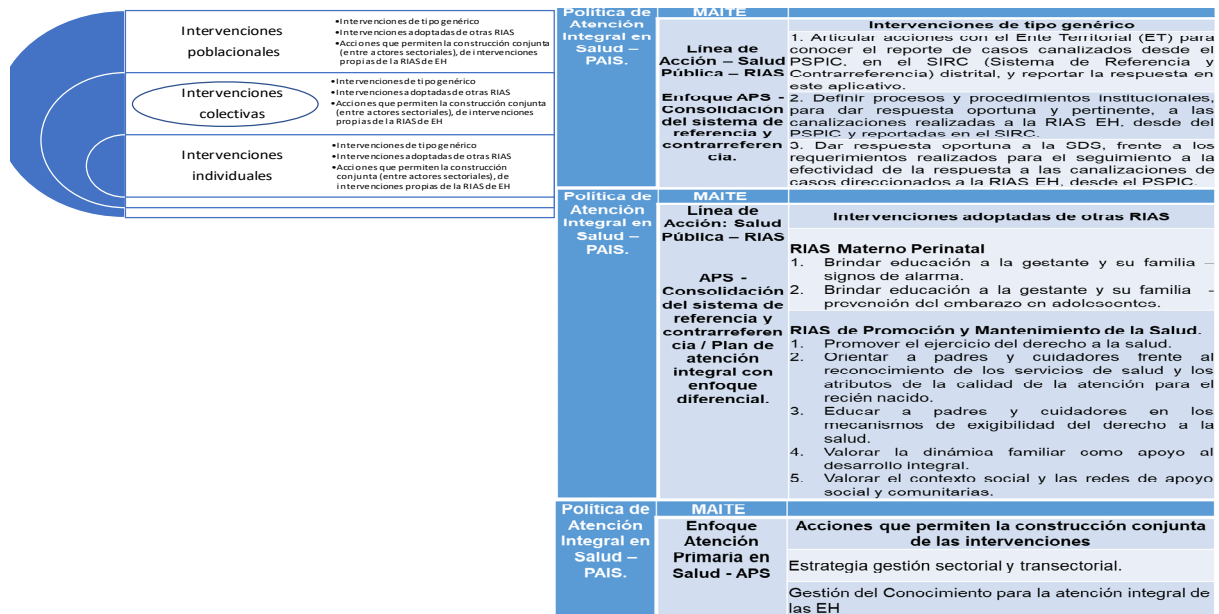 Intervenciones
poblacionales
•Intervenciones de tipo genérico
•Intervenciones adoptadas de otras RIAS
•Acciones que permiten la construcción conjunta
(entre actores sectoriales), de intervenciones
propias de la RIAS de EH
Intervenciones
colectivas
•Intervenciones de tipo genérico
•Intervenciones adoptadas de otras RIAS
•Acciones que permiten la construcción conjunta
(entre actores sectoriales), de intervenciones
propias de la RIAS de EH
Intervenciones
individuales
•Intervenciones de tipo genérico
•Intervenciones adoptadas de otras RIAS
•Acciones que permiten la construcción
conjunta (entre actores sectoriales), de
intervenciones propias de la RIAS de EH
Política de
Atención
Integral en
Salud –
PAIS.
MAITE
Línea de
Acción – Salud
Pública – RIAS
Enfoque APS -
Consolidación
del sistema de
referencia y
contrarreferen
cia.
Intervenciones de tipo genérico
1. Articular acciones con el Ente Territorial (ET) para
conocer el reporte de casos canalizados desde el
PSPIC, en el SIRC (Sistema de Referencia y
Contrarreferencia) distrital, y reportar la respuesta en
este aplicativo.
2. Definir procesos y procedimientos Institucionales,
para dar respuesta oportuna y pertinente, a las
canalizaciones realizadas a la RIAS EH, desde del
PSPIC y reportadas en el SIRC.
3. Dar respuesta oportuna a la SDS, frente a los
requerimientos realizados para el seguimiento a la
efectividad de la respuesta a las canalizaciones de
casos direccionados a la RIAS EH, desde el PSPIC.
Política de
Atención
Integral en
Salud –
PAIS.
MAITE
Línea de
Acción: Salud
Pública – RIAS
APS -
Consolidación
del sistema de
referencia y
contrarreferen
cia / Plan de
atención
integral con
enfoque
diferencial.
Intervenciones adoptadas de otras RIAS
RIAS Materno Perinatal
1. Brindar educación a la gestante y su familia –
signos de alarma.
2. Brindar educación a la gestante y su familia -
prevención del embarazo en adolescentes.
RIAS de Promoción y Mantenimiento de la Salud.
1. Promover el ejercicio del derecho a la salud.
2. Orientar a padres y cuidadores frente al
reconocimiento de los servicios de salud y los
atributos de la calidad de la atención para el
recién nacido.
3. Educar a padres y cuidadores en los
mecanismos de exigibilidad del derecho a la
salud.
4. Valorar la dinámica familiar como apoyo al
desarrollo integral.
5. Valorar el contexto social y las redes de apoyo
social y comunitarias.
Política de
Atención
Integral en
Salud –
PAIS.
MAITE
Enfoque
Atención
Primaria en
Salud - APS
Acciones que permiten la construcción conjunta
de las intervenciones
Estrategia gestión sectorial y transectorial.
Gestión del Conocimiento para la atención integral de
las EH